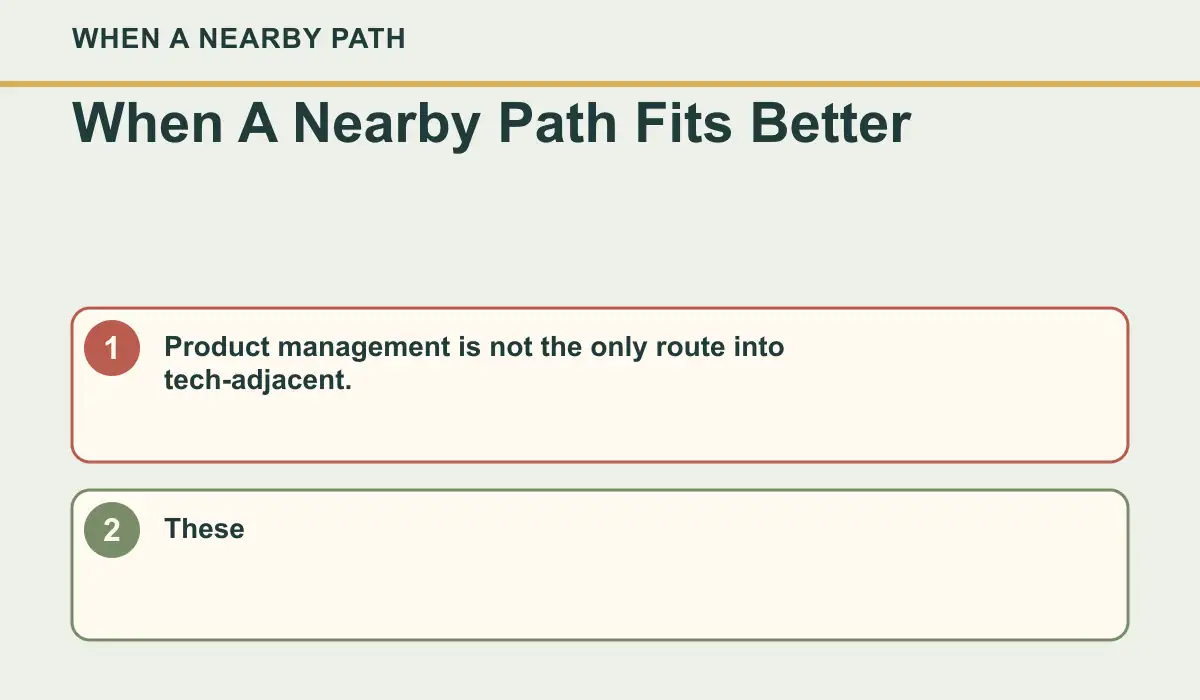 WHEN A NEARBY PATH
When A Nearby Path Fits Better
1
Product management is not the only route into
tech-adjacent.
2
These